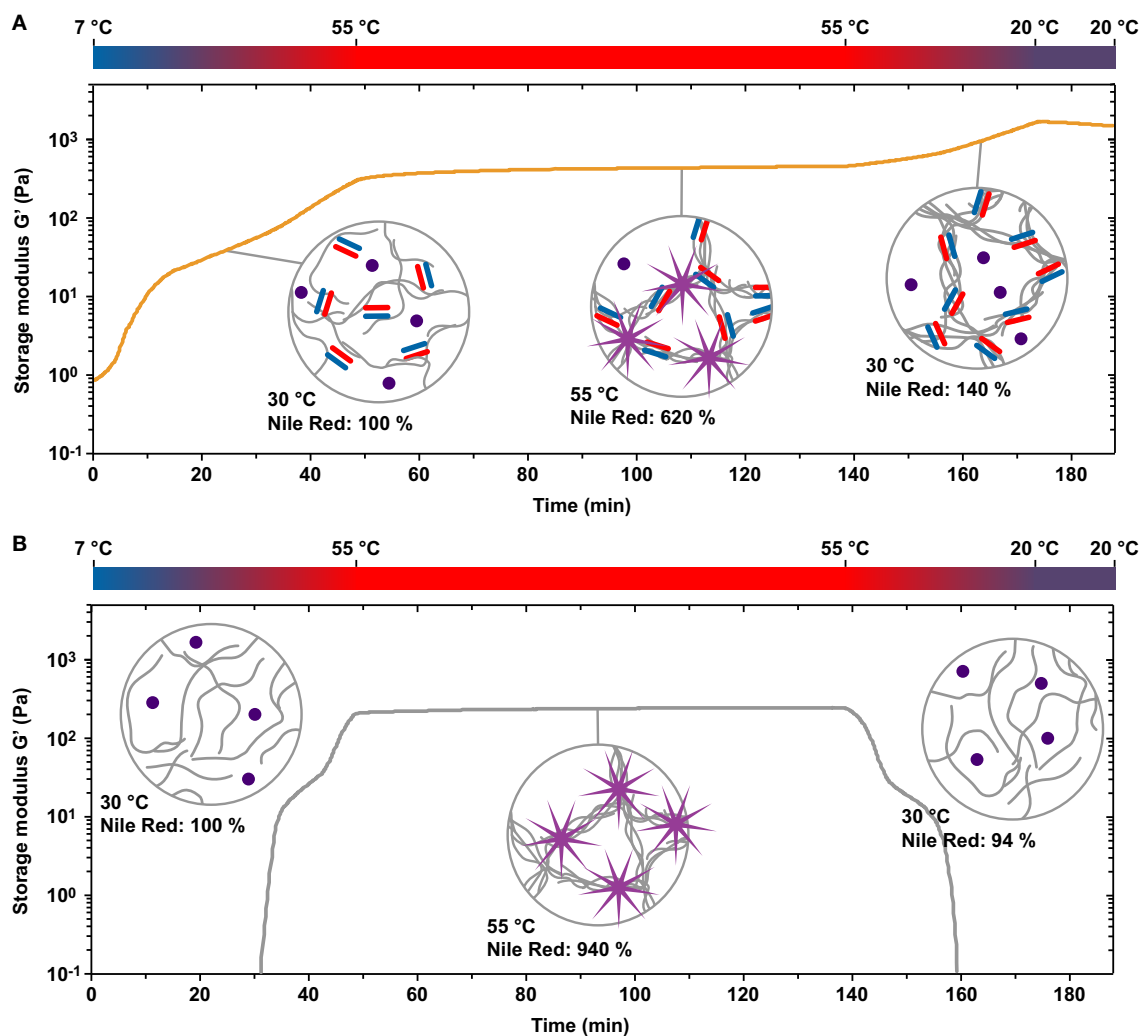 A
7 °C 55 °C 55 °C 20 °C 20 °C
Storage modulus G' (Pa)
10³
10²
10¹
10⁰
10⁻¹
30 °C
Nile Red: 100 %
55 °C
Nile Red: 620 %
30 °C
Nile Red: 140 %
0 20 40 60 80 100 120 140 160 180
Time (min)
B
7 °C 55 °C 55 °C 20 °C 20 °C
Storage modulus G' (Pa)
10³
10²
10¹
10⁰
10⁻¹
30 °C
Nile Red: 100 %
55 °C
Nile Red: 940 %
30 °C
Nile Red: 94 %
0 20 40 60 80 100 120 140 160 180
Time (min)